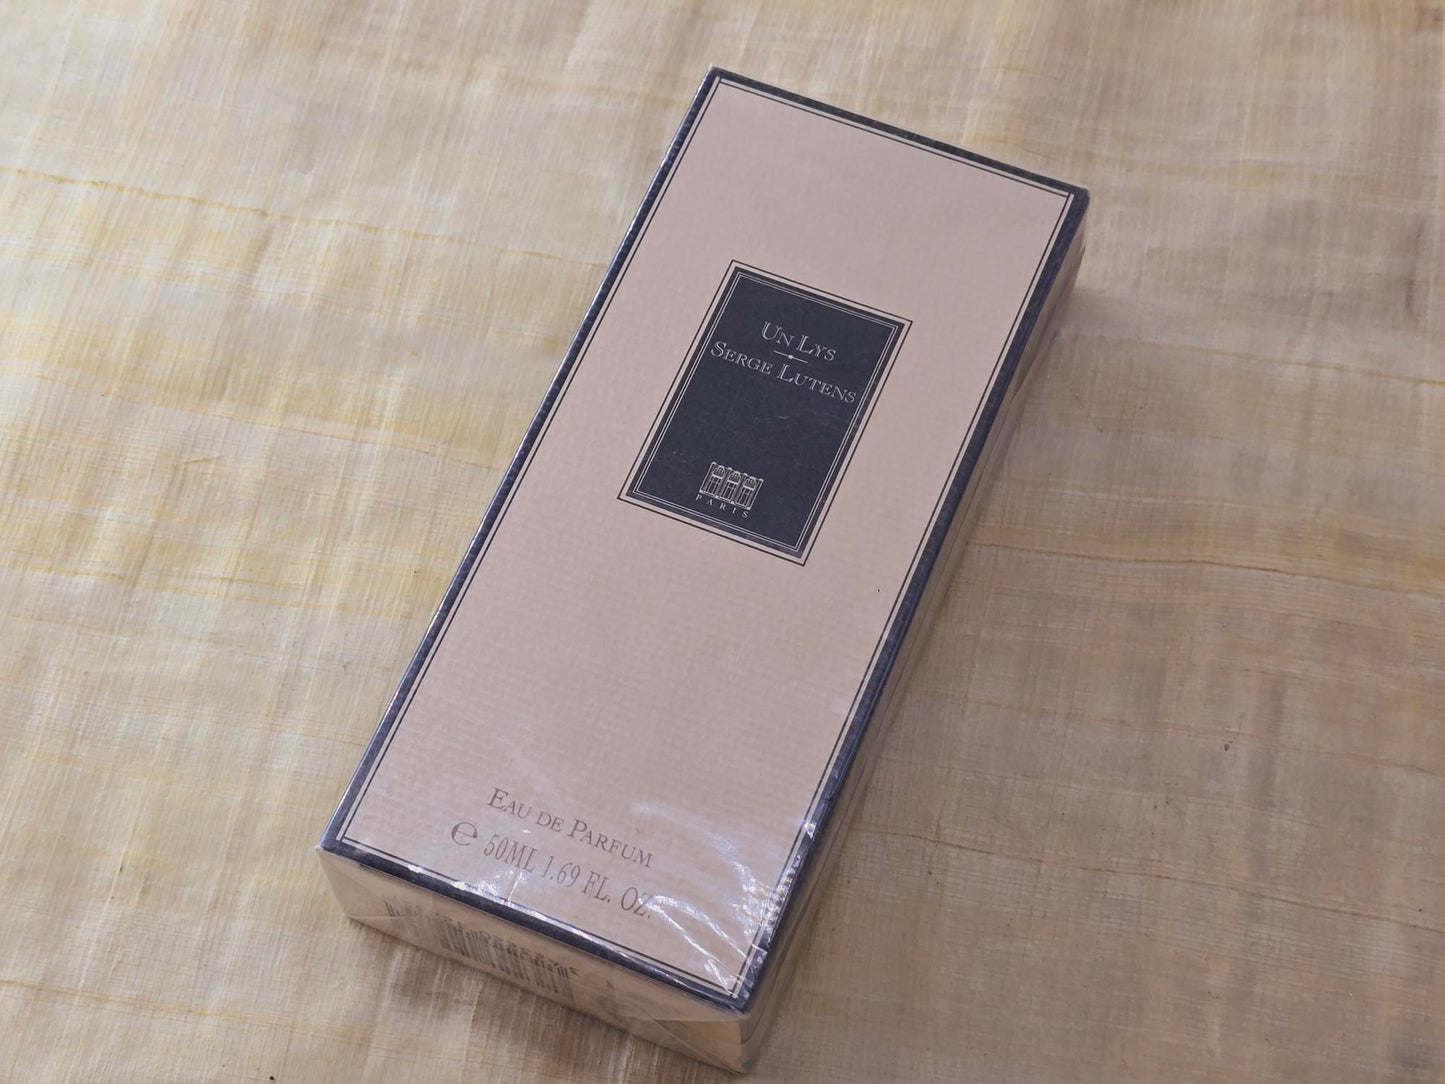 Un Lys
Serge Lutens
PARIS
Eau de Parfum
℮ 50ML 1.69 FL. OZ.